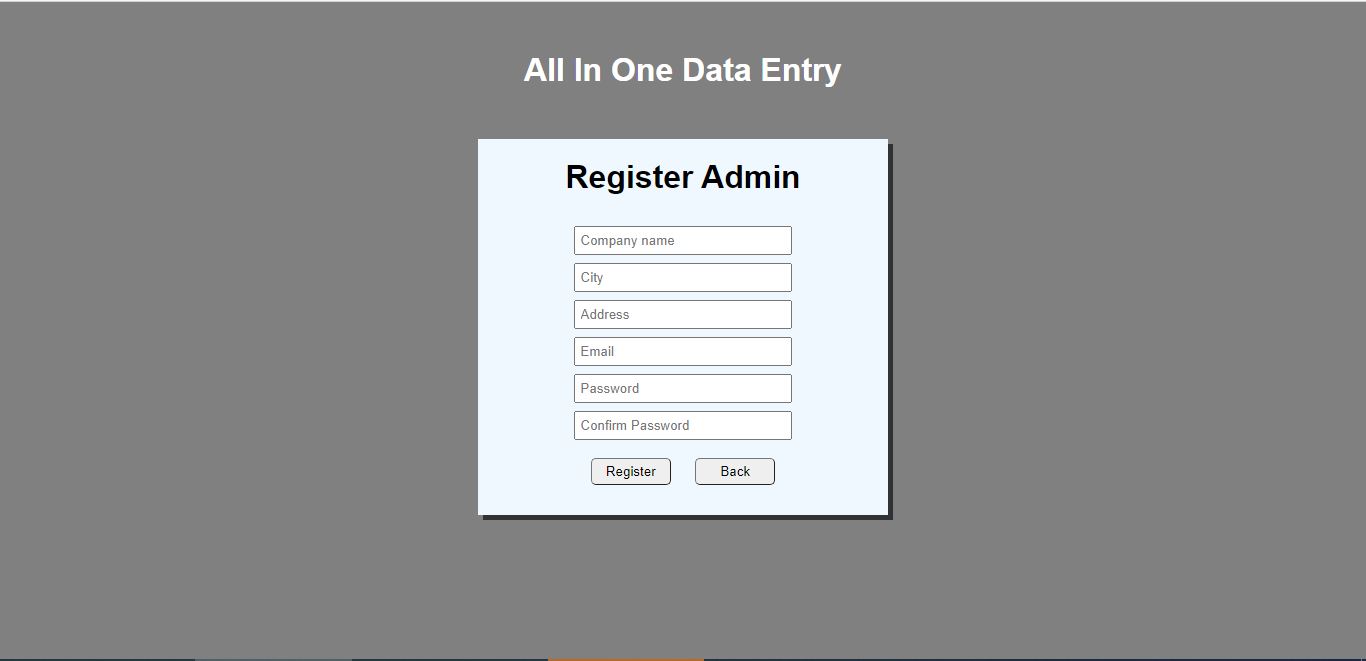 All In One Data Entry
Register Admin
Company name
City
Address
Email
Password
Confirm Password
Register Back